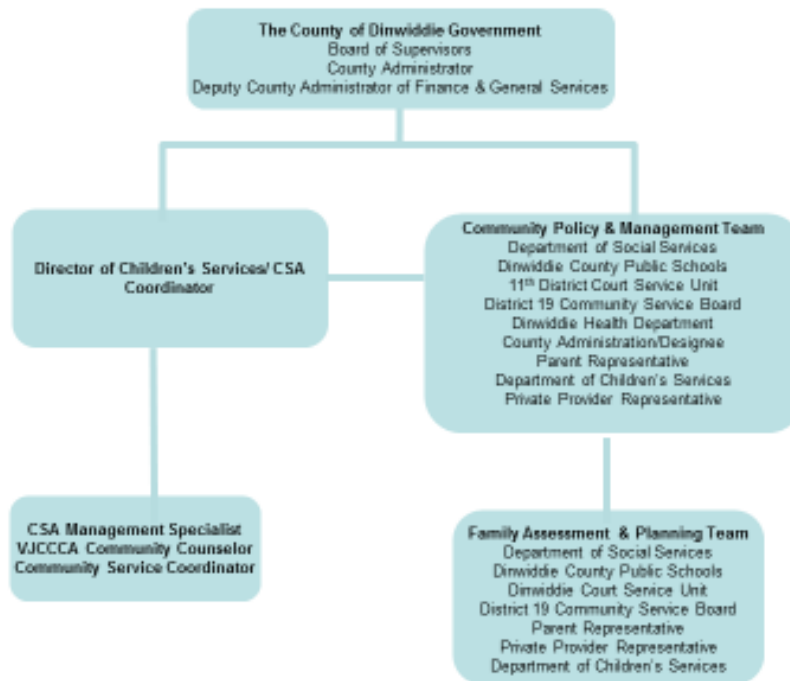 The County of Dinwiddie Government
Board of Supervisors
County Administrator
Deputy County Administrator of Finance & General Services
Director of Children's Services/ CSA
Coordinator
Community Policy & Management Team
Department of Social Services
Dinwiddie County Public Schools
11th District Court Service Unit
District 19 Community Service Board
Dinwiddie Health Department
County Administration/Designee
Parent Representative
Department of Children's Services
Private Provider Representative
CSA Management Specialist
VJCCCA Community Counselor
Community Service Coordinator
Family Assessment & Planning Team
Department of Social Services
Dinwiddie County Public Schools
Dinwiddie Court Service Unit
District 19 Community Service Board
Parent Representative
Private Provider Representative
Department of Children's Services